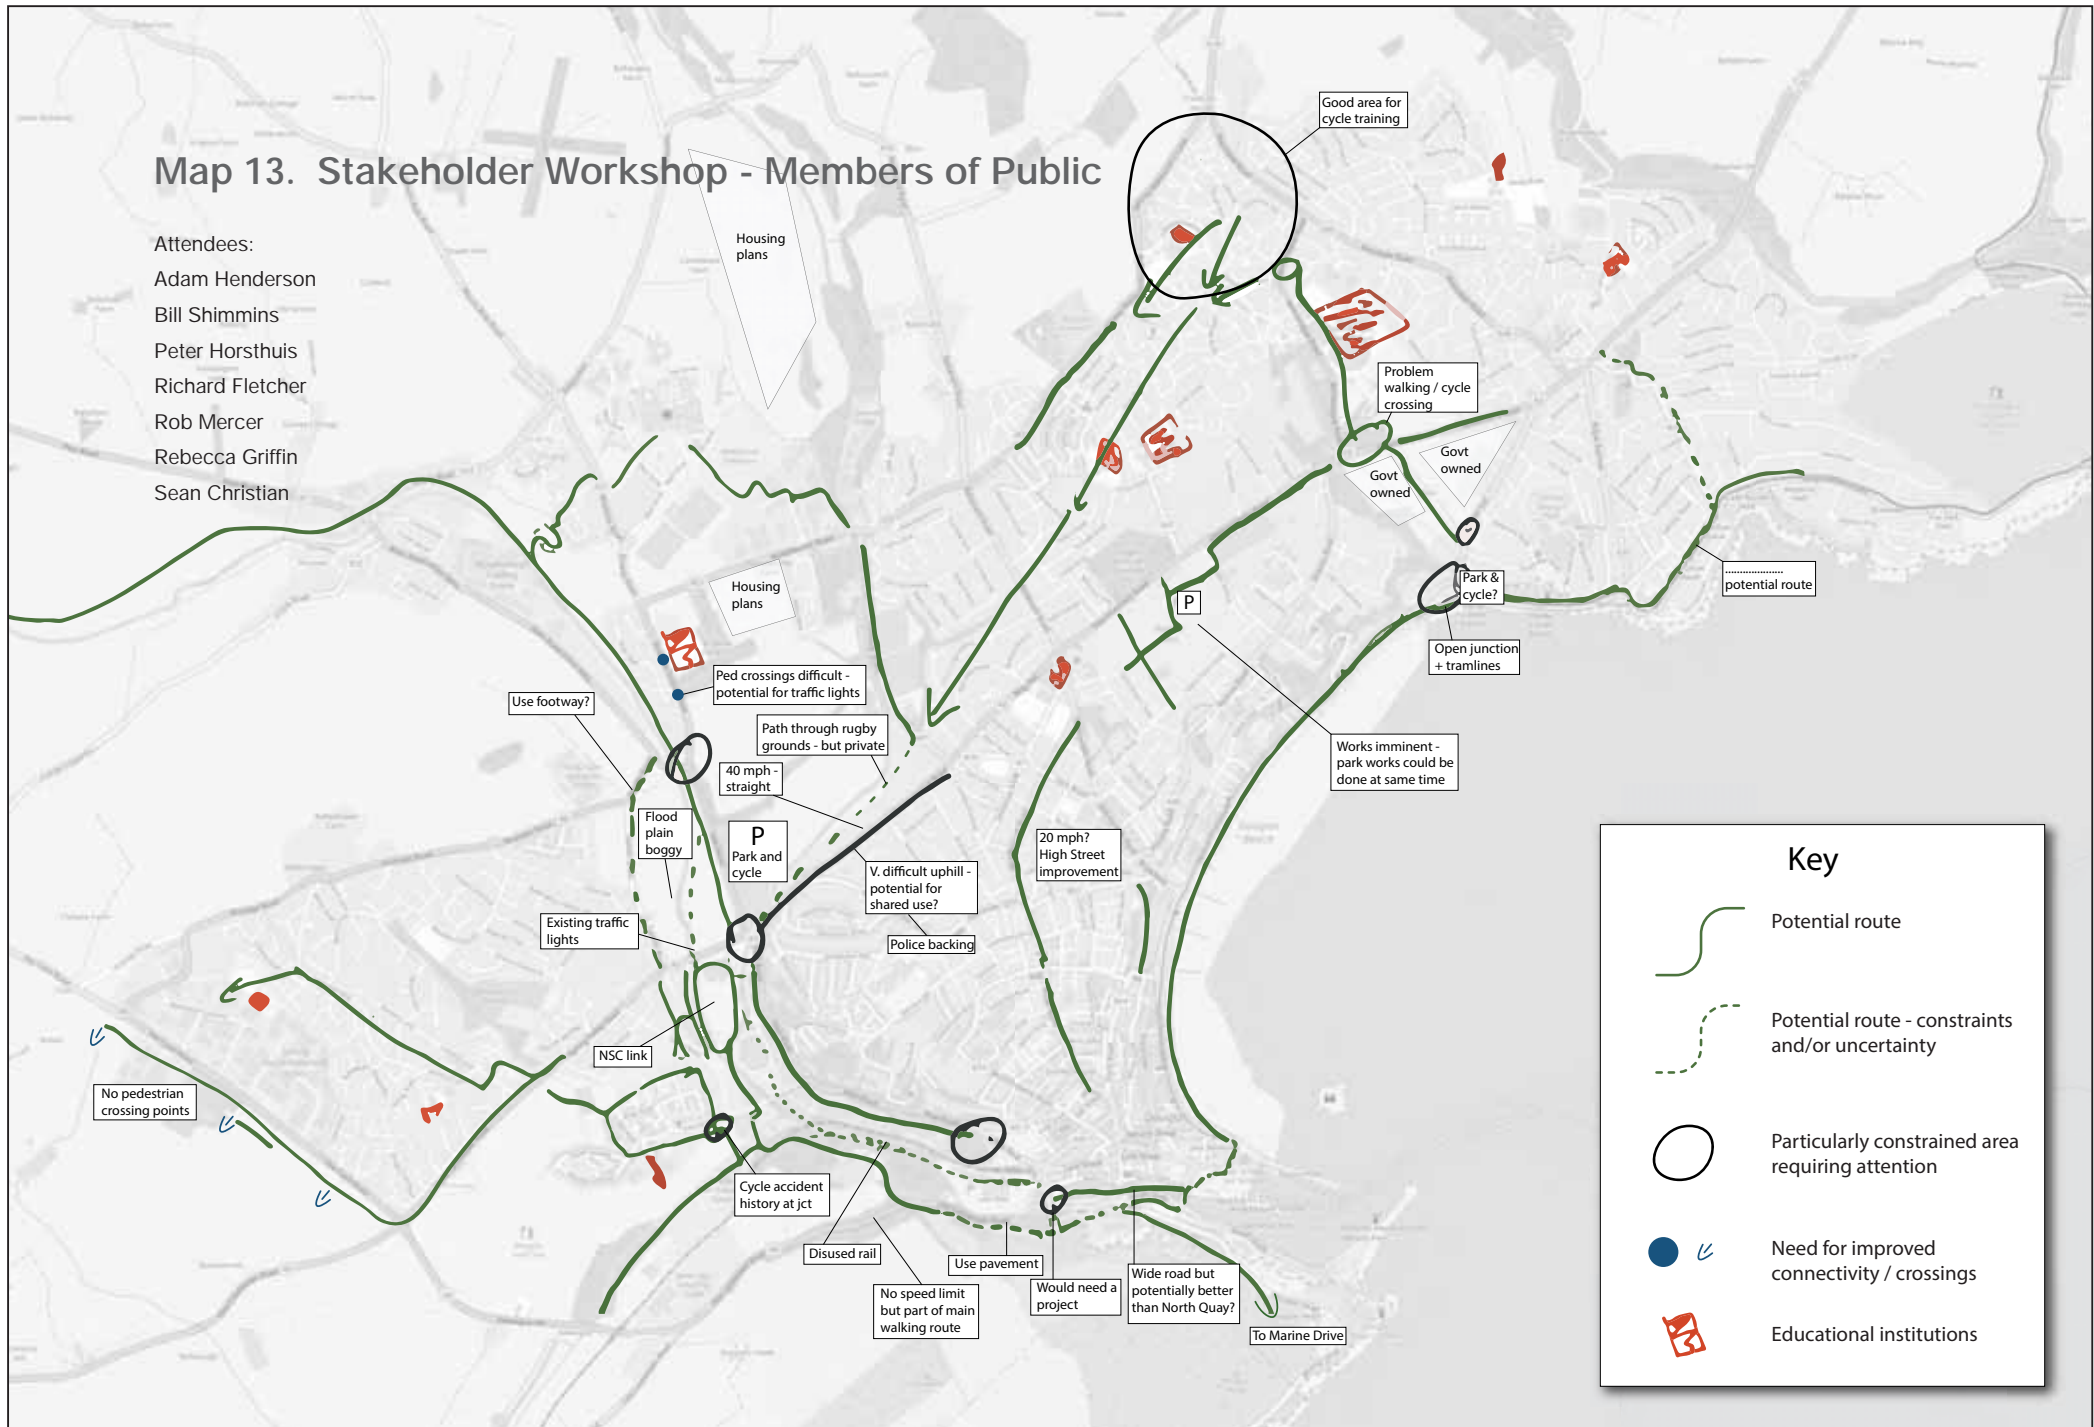 Map 13.  Stakeholder Workshop - Members of Public
Attendees:
Adam Henderson
Bill Shimmins
Peter Horsthuis
Richard Fletcher
Rob Mercer
Rebecca Griffin
Sean Christian
Good area for
cycle training
Housing
plans
Problem
walking / cycle
crossing
Govt
owned
Govt
owned
Housing
plans
P
Park &
cycle?
....................
potential route
Open junction
+ tramlines
Ped crossings difficult -
potential for traffic lights
Use footway?
Path through rugby
grounds - but private
40 mph -
straight
Works imminent -
park works could be
done at same time
Flood
plain
boggy
P
Park and
cycle
20 mph?
High Street
improvement
V. difficult uphill -
potential for
shared use?
Police backing
Existing traffic
lights
NSC link
No pedestrian
crossing points
Cycle accident
history at jct
Disused rail
No speed limit
but part of main
walking route
Use pavement
Would need a
project
Wide road but
potentially better
than North Quay?
To Marine Drive
Key
Potential route
Potential route - constraints
and/or uncertainty
Particularly constrained area
requiring attention
Need for improved
connectivity / crossings
Educational institutions